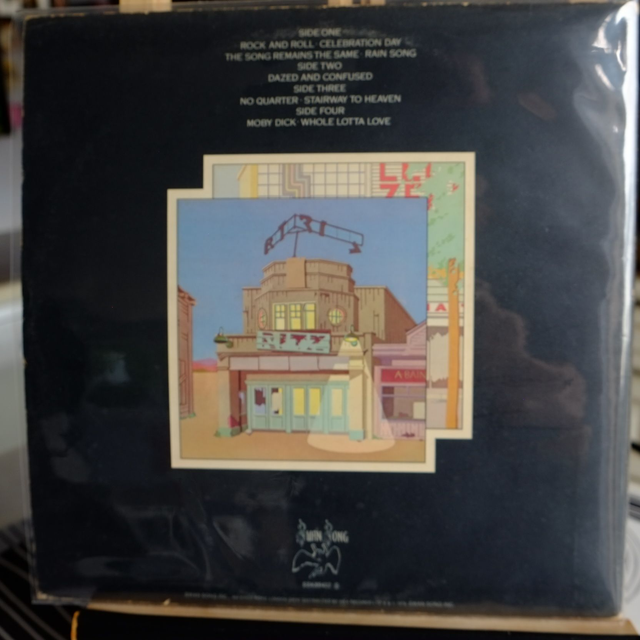 SIDE ONE
ROCK AND ROLL · CELEBRATION DAY
THE SONG REMAINS THE SAME · RAIN SONG
SIDE TWO
DAZED AND CONFUSED
SIDE THREE
NO QUARTER · STAIRWAY TO HEAVEN
SIDE FOUR
MOBY DICK · WHOLE LOTTA LOVE
Swan Song